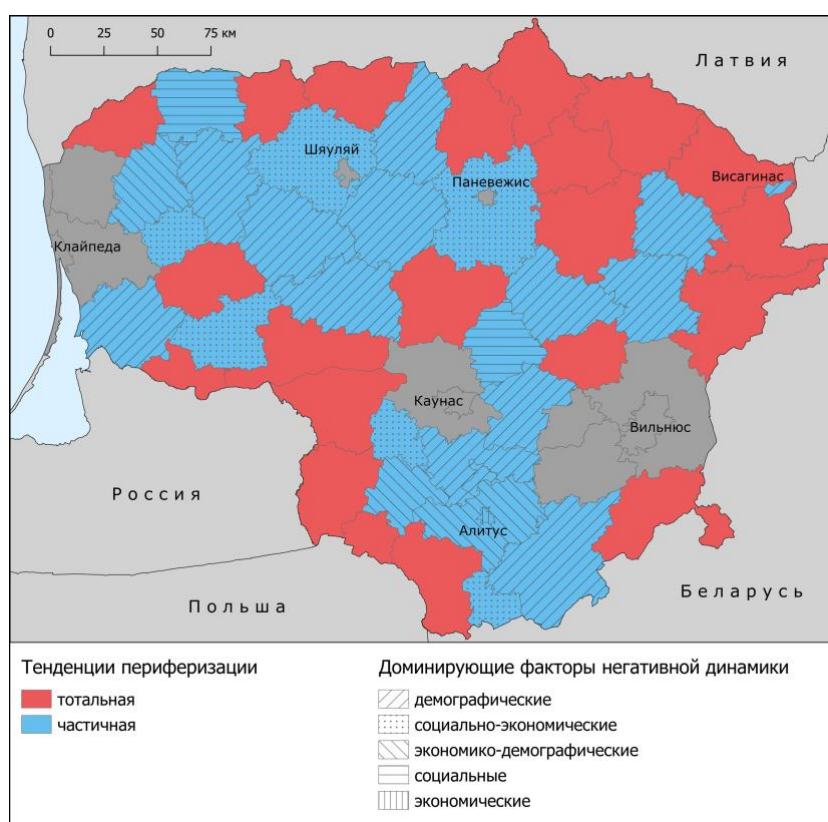 0 25 50 75 км
Латвия
Шяуляй
Висагинас
Паневежис
Клайпеда
Каунас
Вильнюс
Россия
Алитус
Беларусь
Польша
Тенденции периферизации
тотальная
частичная
Доминирующие факторы негативной динамики
демографические
социально-экономические
экономико-демографические
социальные
экономические